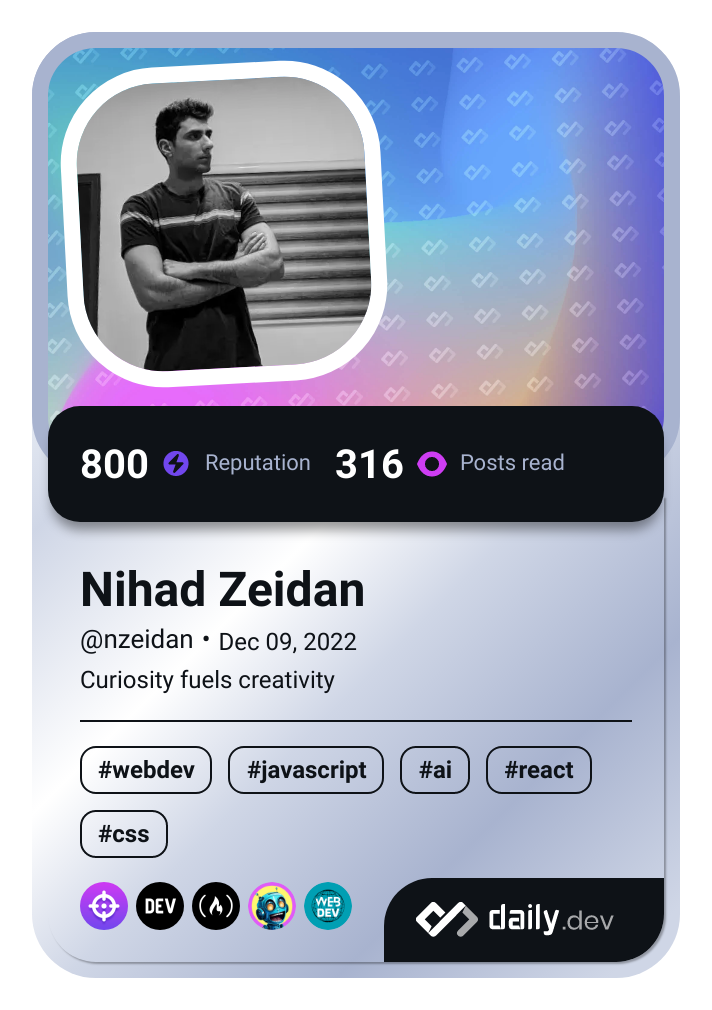 800 Reputation 316 Posts read
Nihad Zeidan
@nzeidan • Dec 09, 2022
Curiosity fuels creativity
#webdev #javascript #ai #react
#css
DEV WEB DEV daily.dev